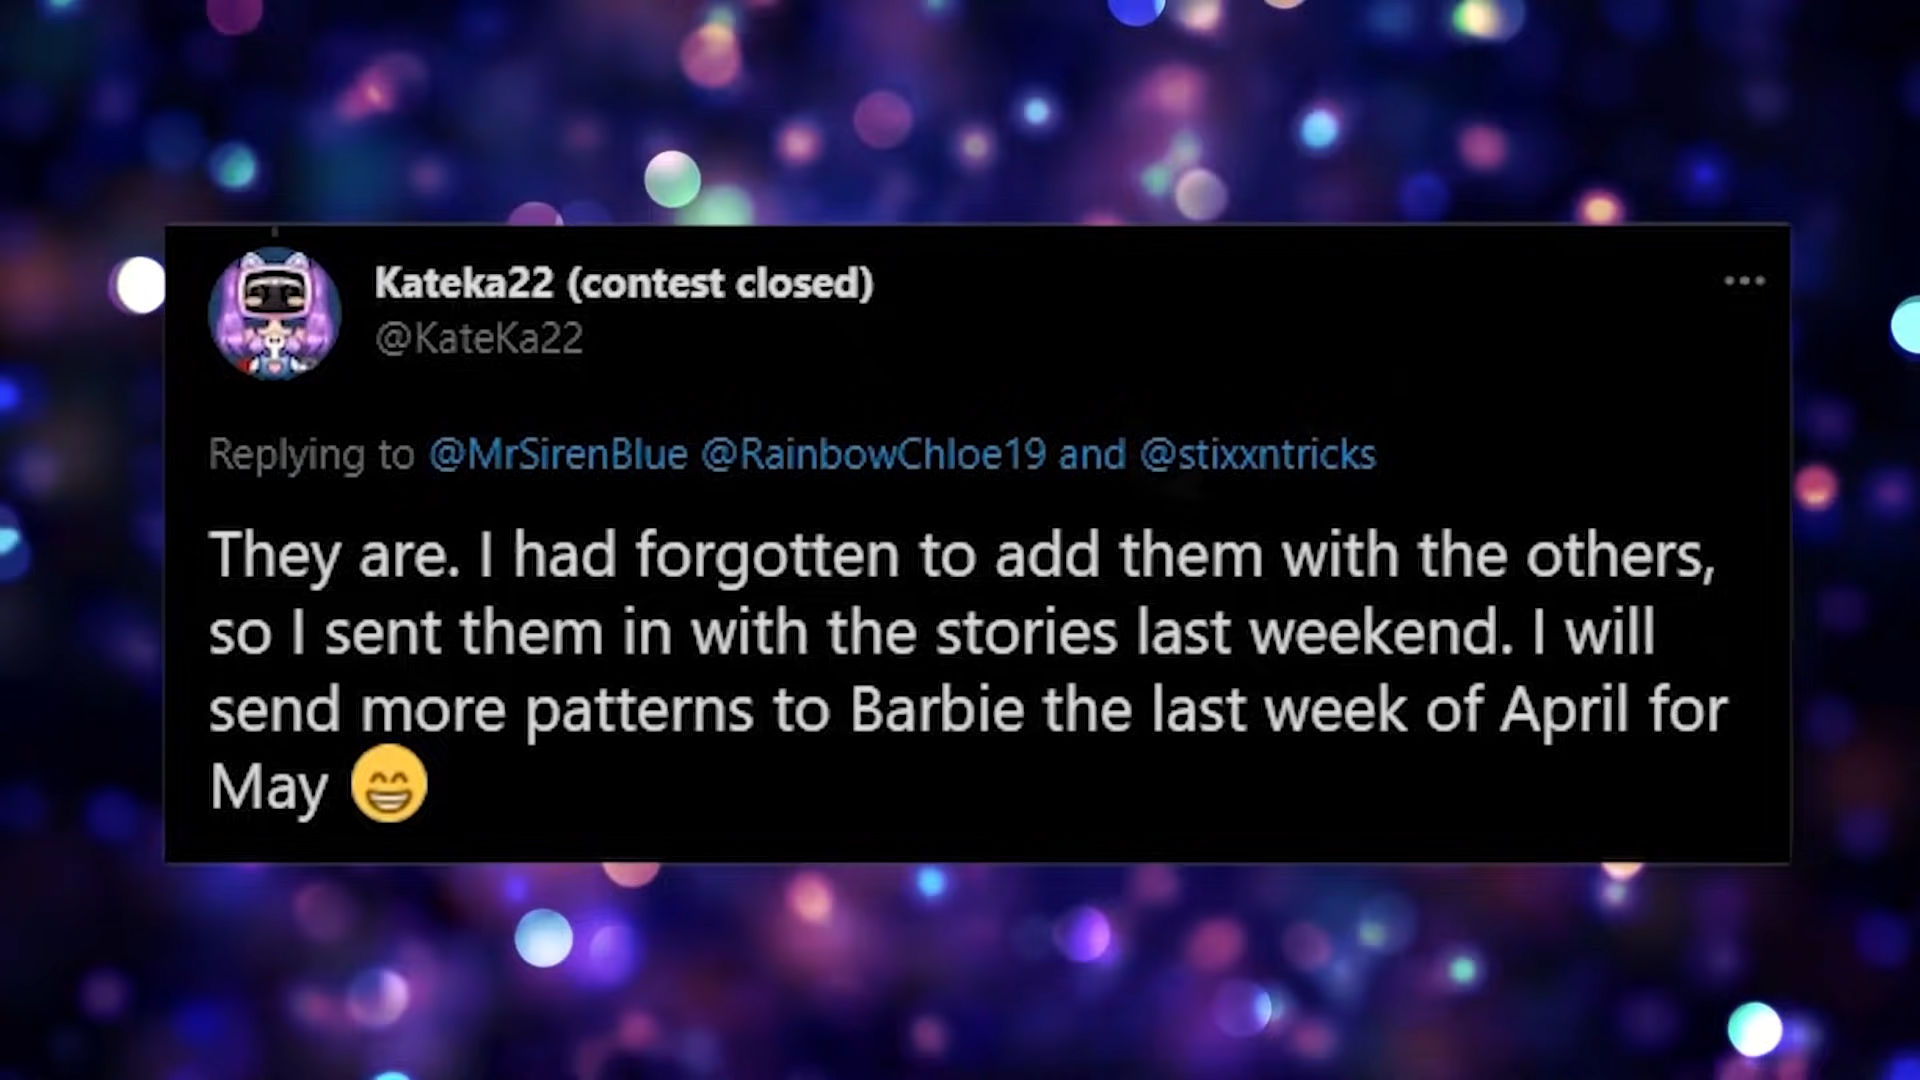 Kateka22 (contest closed)
@KateKa22
Replying to @MrSirenBlue @RainbowChloe19 and @stixxntricks
They are. I had forgotten to add them with the others,
so I sent them in with the stories last weekend. I will
send more patterns to Barbie the last week of April for
May 😁